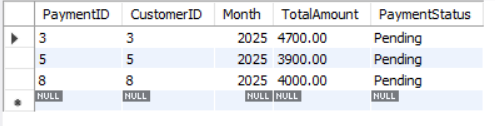 PaymentID CustomerID Month TotalAmount PaymentStatus
3 3 2025 4700.00 Pending
5 5 2025 3900.00 Pending
8 8 2025 4000.00 Pending
NULL NULL NULL NULL NULL